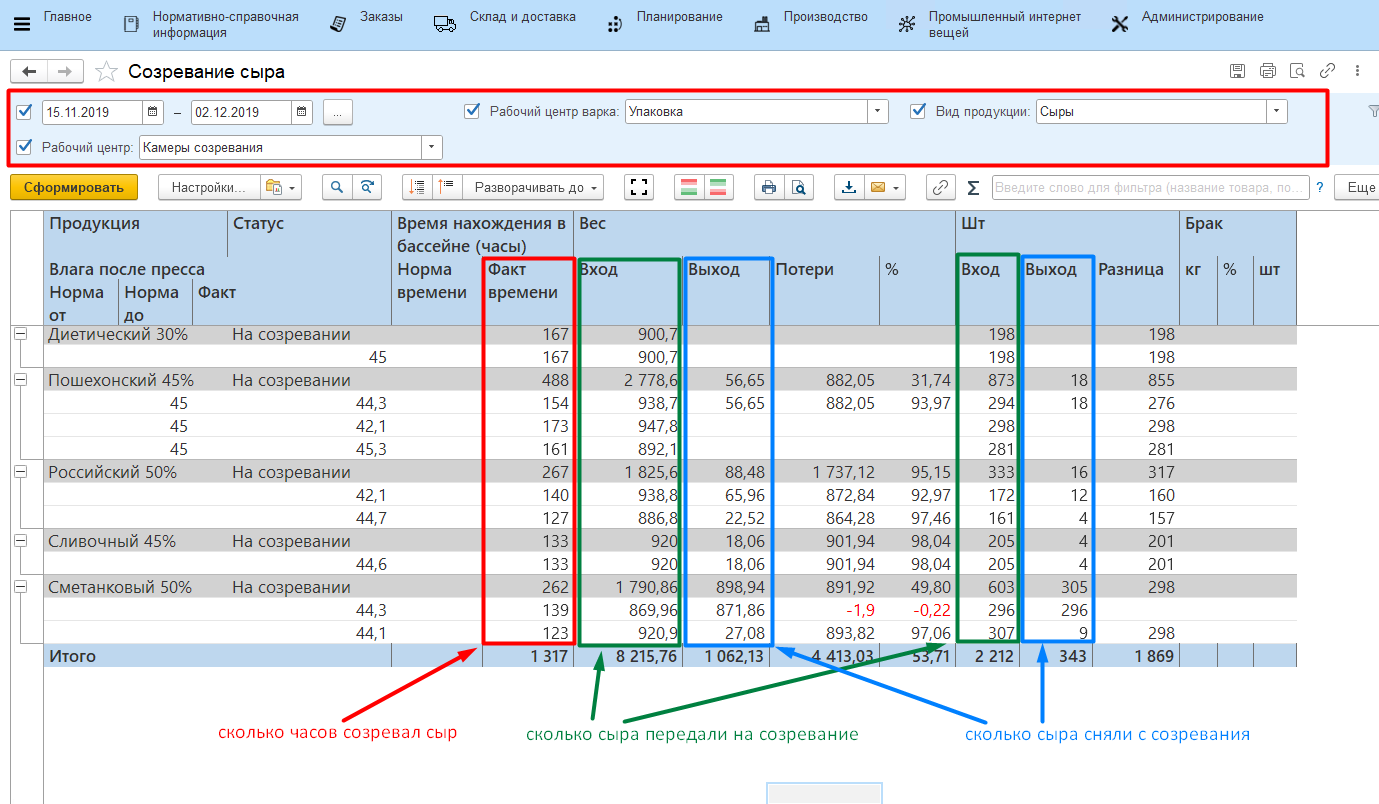 Главное
Нормативно-справочная информация
Заказы
Склад и доставка
Планирование
Производство
Промышленный интернет вещей
Администрирование
Созревание сыра
15.11.2019 – 02.12.2019 ... Рабочий центр варка: Упаковка Вид продукции: Сыры
Рабочий центр: Камеры созревания
Сформировать Настройки... Разворачивать до Σ Введите слово для фильтра (название товара, по... ? Еще
Продукция Статус Время нахождения в Вес Шт Брак
бассейне (часы)
Влага после пресса Норма Факт Вход Выход Потери % Вход Выход Разница кг % шт
Норма Норма Факт времени времени
от до
Диетический 30% На созревании 167 900,7 198 198
45 167 900,7 198 198
Пошехонский 45% На созревании 488 2 778,6 56,65 882,05 31,74 873 18 855
45 44,3 154 938,7 56,65 882,05 93,97 294 18 276
45 42,1 173 947,8 298 298
45 45,3 161 892,1 281 281
Российский 50% На созревании 267 1 825,6 88,48 1 737,12 95,15 333 16 317
42,1 140 938,8 65,96 872,84 92,97 172 12 160
44,7 127 886,8 22,52 864,28 97,46 161 4 157
Сливочный 45% На созревании 133 920 18,06 901,94 98,04 205 4 201
44,6 133 920 18,06 901,94 98,04 205 4 201
Сметанковый 50% На созревании 262 1 790,86 898,94 891,92 49,80 603 305 298
44,3 139 869,96 871,86 -1,9 -0,22 296 296
44,1 123 920,9 27,08 893,82 97,06 307 9 298
Итого 1 317 8 215,76 1 062,13 4 413,03 53,71 2 212 343 1 869
сколько часов созревал сыр
сколько сыра передали на созревание
сколько сыра сняли с созревания